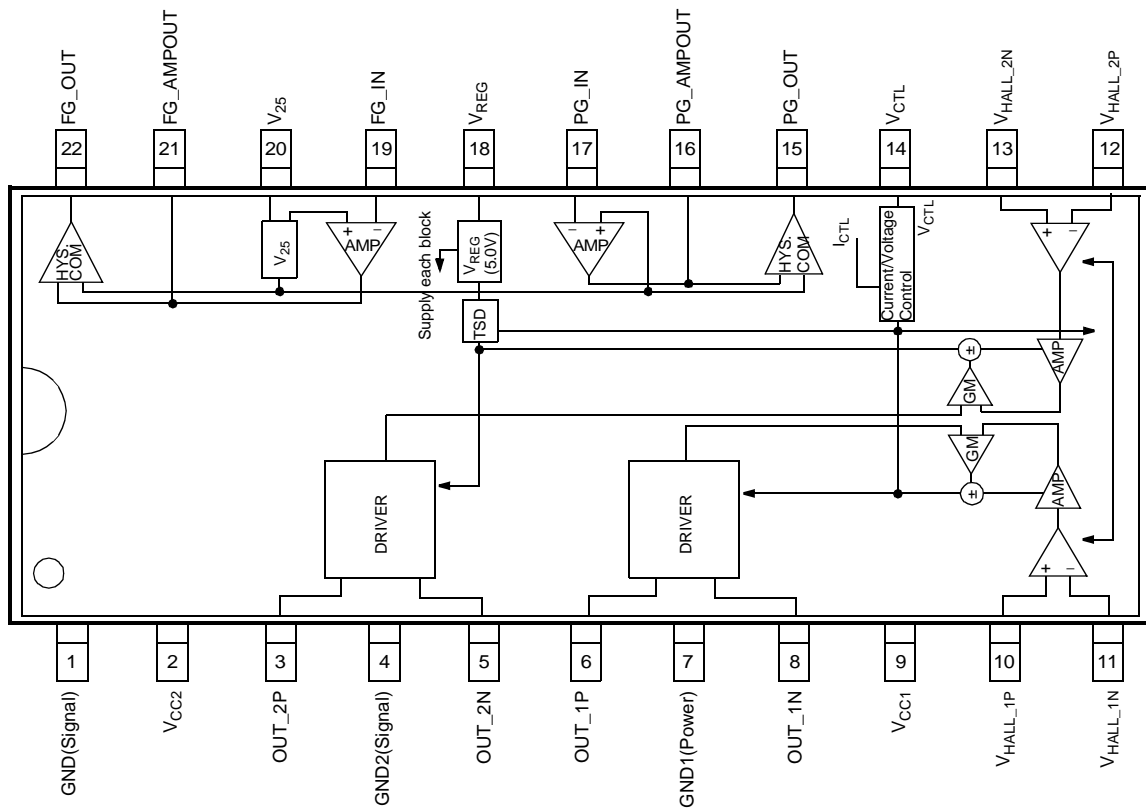 FG_OUT
FG_AMPOUT
V25
FG_IN
VREG
PG_IN
PG_AMPOUT
PG_OUT
VCTL
VHALL_2N
VHALL_2P
22
21
20
19
18
17
16
15
14
13
12
HYS.
COM
V25
+
−
AMP
Supply each block
VREG
(5.0V)
TSD
−
+
AMP
HYS.
COM
ICTL
VCTL
Current/Voltage
Control
+
−
AMP
±
GM
GM
±
AMP
+
−
DRIVER
DRIVER
1
2
3
4
5
6
7
8
9
10
11
GND(Signal)
VCC2
OUT_2P
GND2(Signal)
OUT_2N
OUT_1P
GND1(Power)
OUT_1N
VCC1
VHALL_1P
VHALL_1N